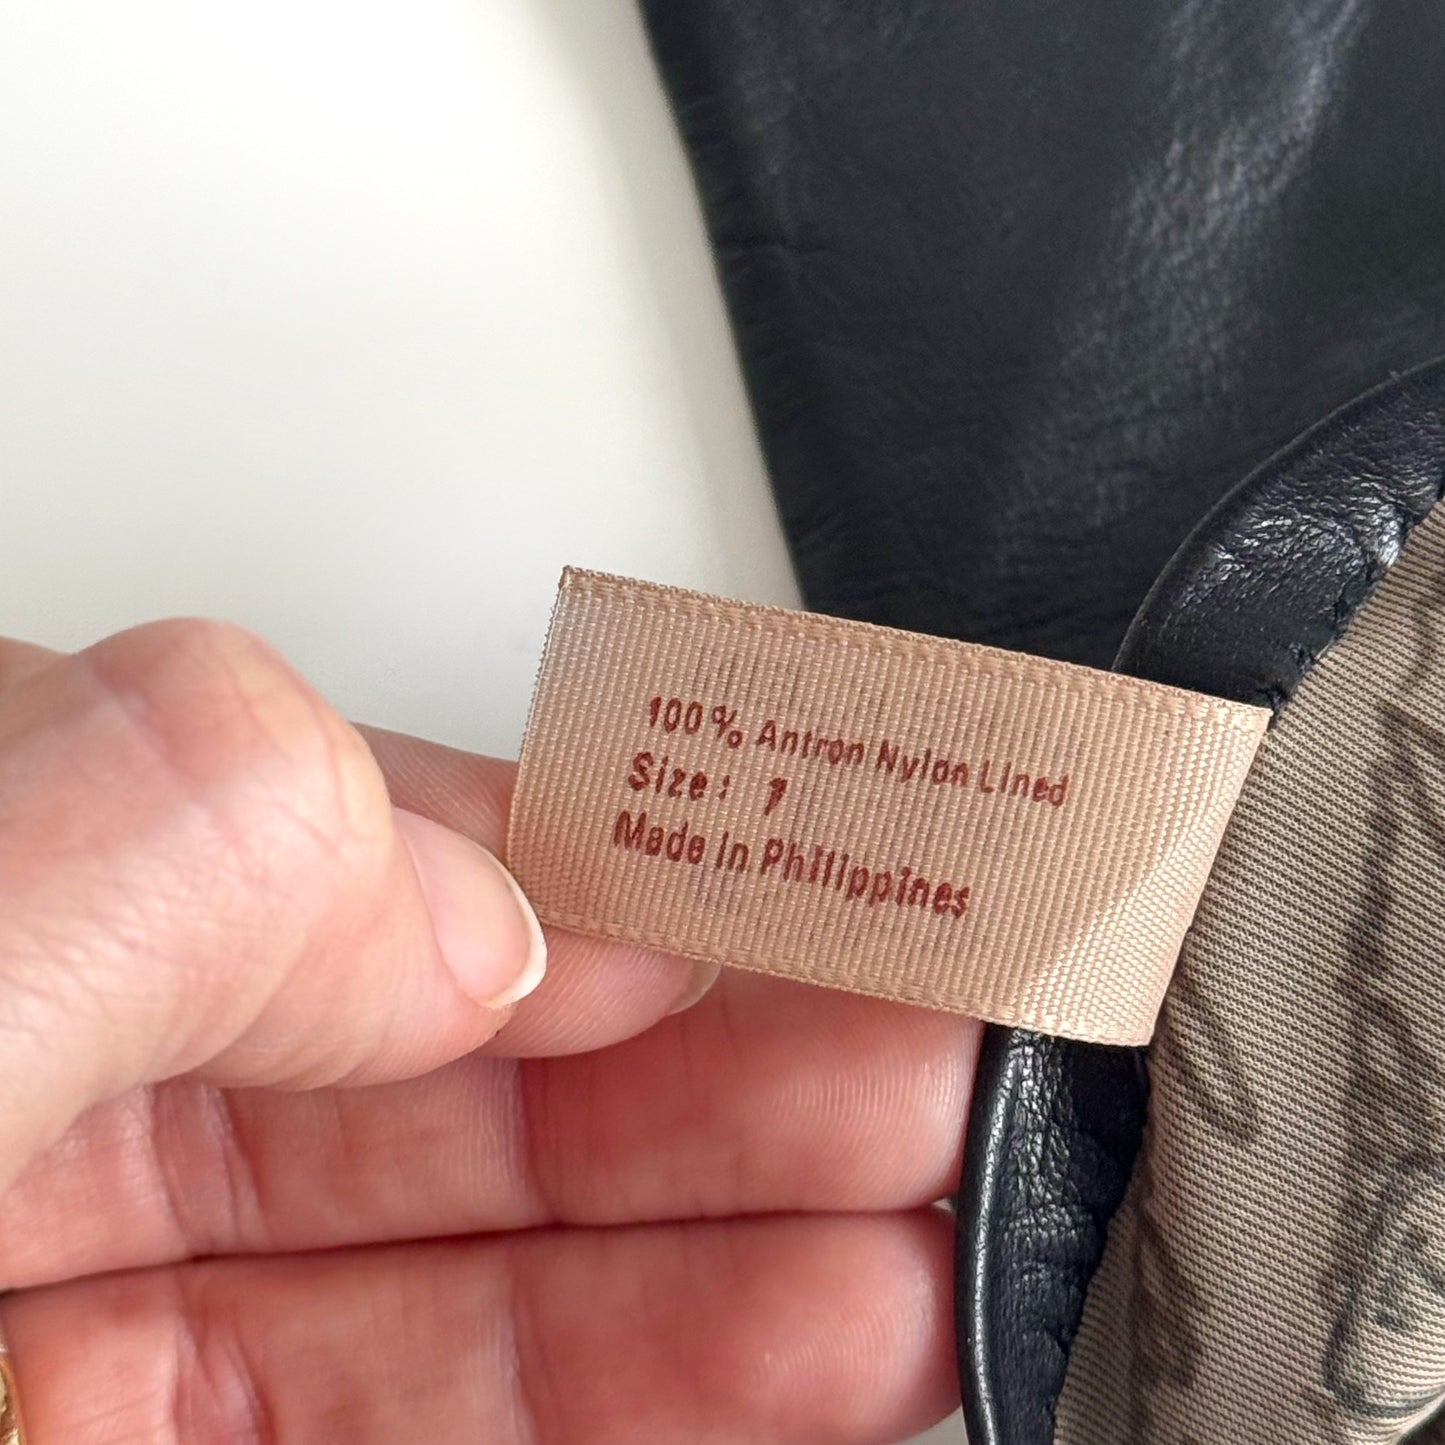 100% Antron Nylon Lined
Size: 7
Made in Philippines